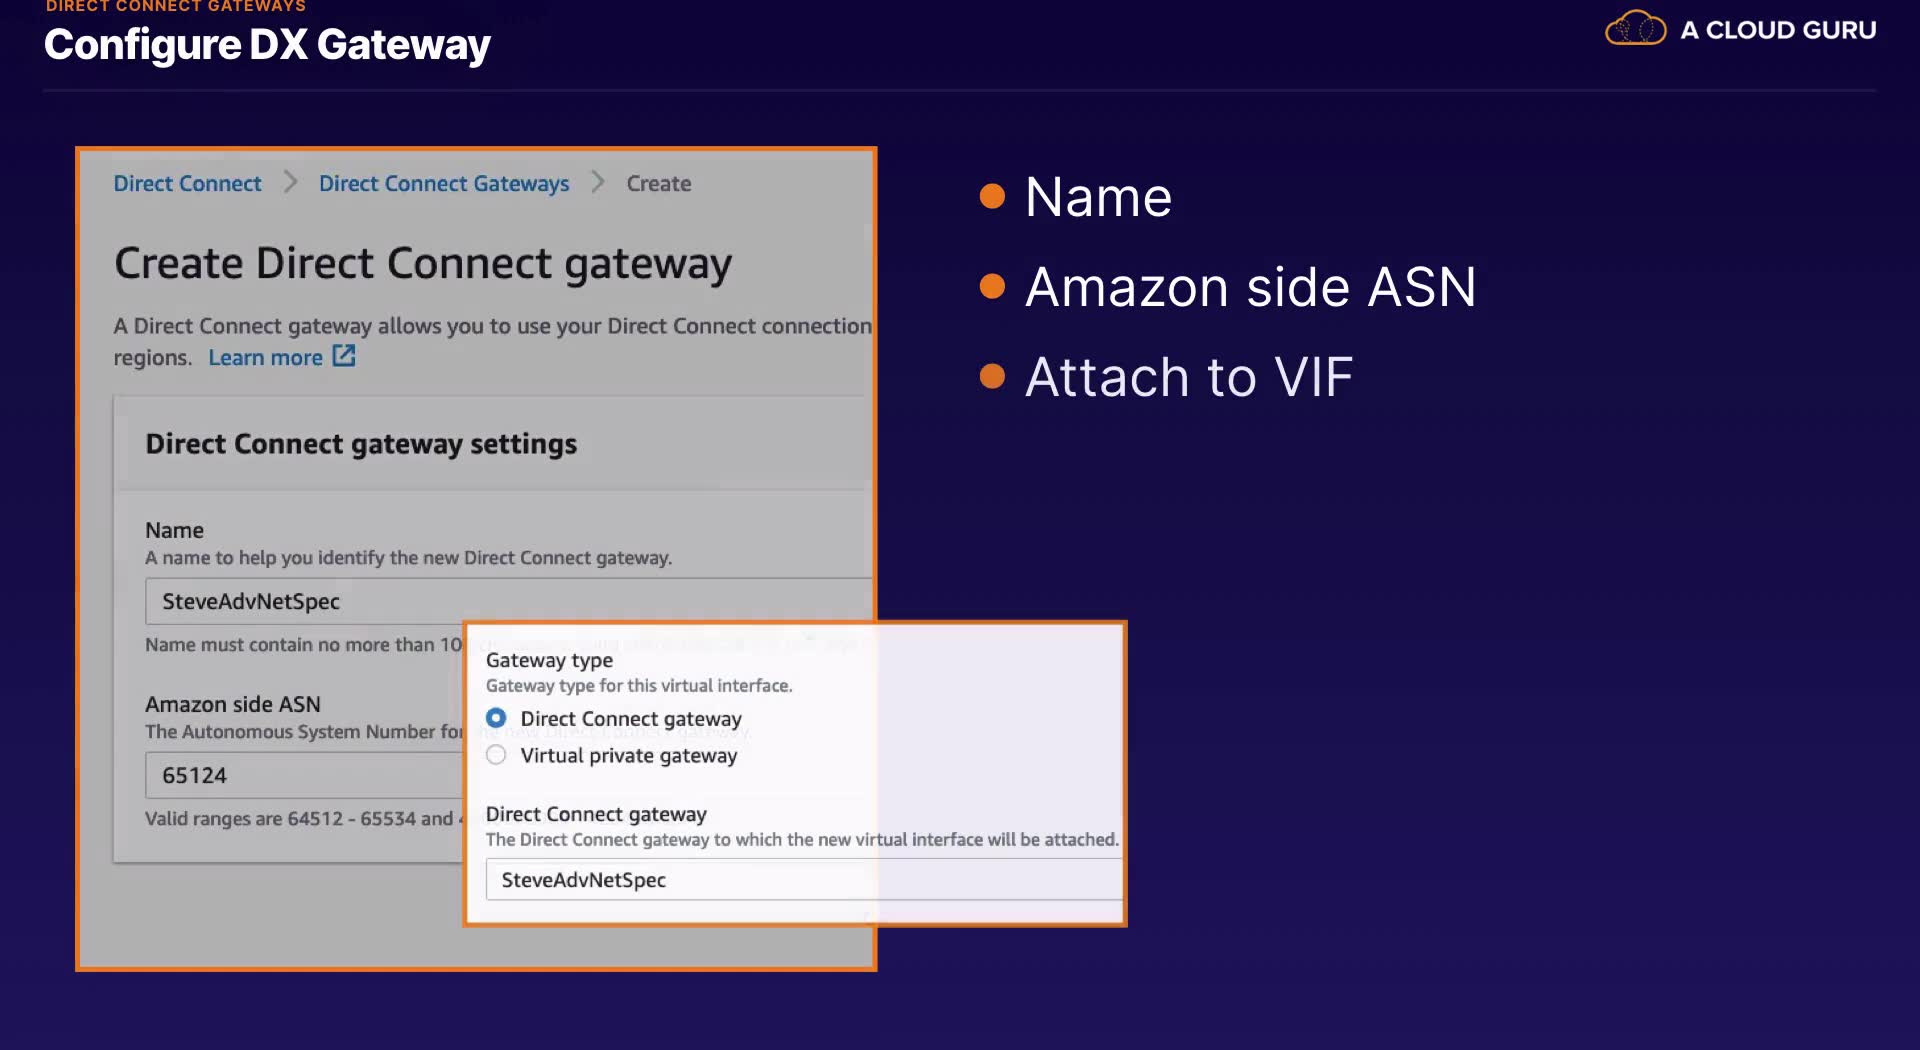 DIRECT CONNECT GATEWAYS
Configure DX Gateway
A CLOUD GURU
Direct Connect > Direct Connect Gateways > Create
Create Direct Connect gateway
A Direct Connect gateway allows you to use your Direct Connect connection
regions. Learn more
Direct Connect gateway settings
Name
A name to help you identify the new Direct Connect gateway.
SteveAdvNetSpec
Name must contain no more than 10
Amazon side ASN
The Autonomous System Number for
65124
Valid ranges are 64512 - 65534 and 4
Gateway type
Gateway type for this virtual interface.
Direct Connect gateway
Virtual private gateway
Direct Connect gateway
The Direct Connect gateway to which the new virtual interface will be attached.
SteveAdvNetSpec
Name
Amazon side ASN
Attach to VIF